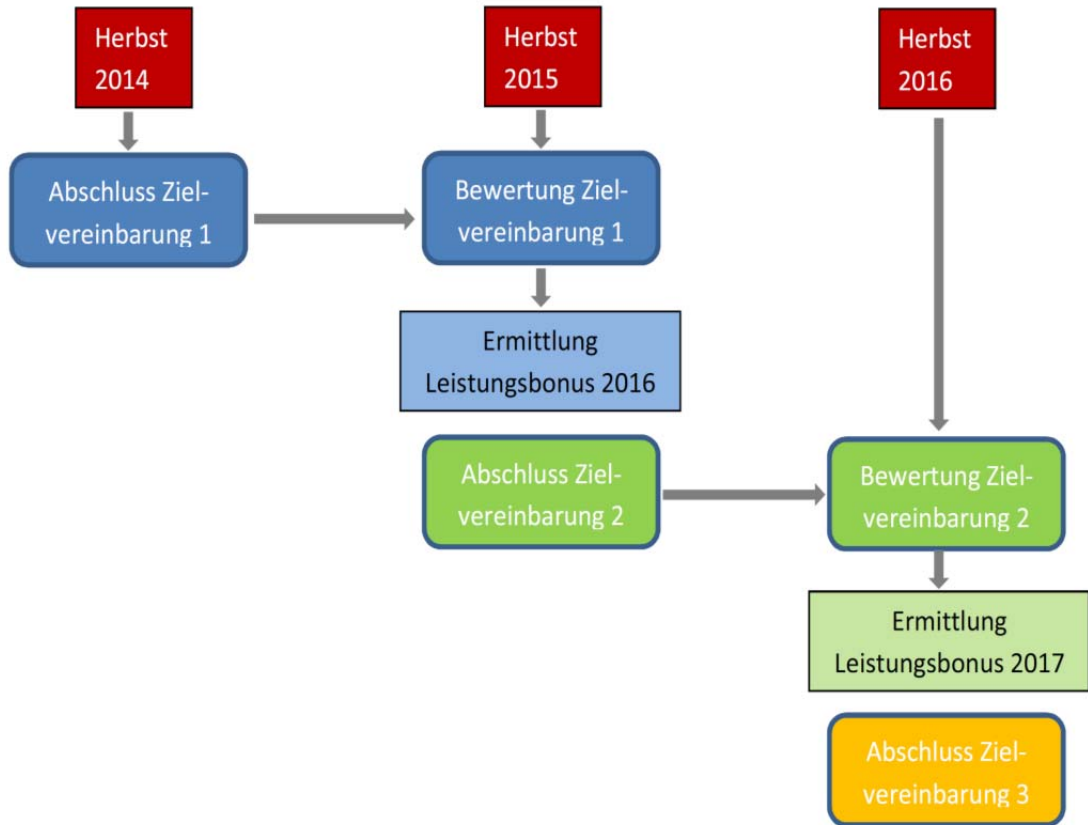 Herbst
2014
Herbst
2015
Herbst
2016
Abschluss Ziel-
vereinbarung 1
Bewertung Ziel-
vereinbarung 1
Ermittlung
Leistungsbonus 2016
Abschluss Ziel-
vereinbarung 2
Bewertung Ziel-
vereinbarung 2
Ermittlung
Leistungsbonus 2017
Abschluss Ziel-
vereinbarung 3